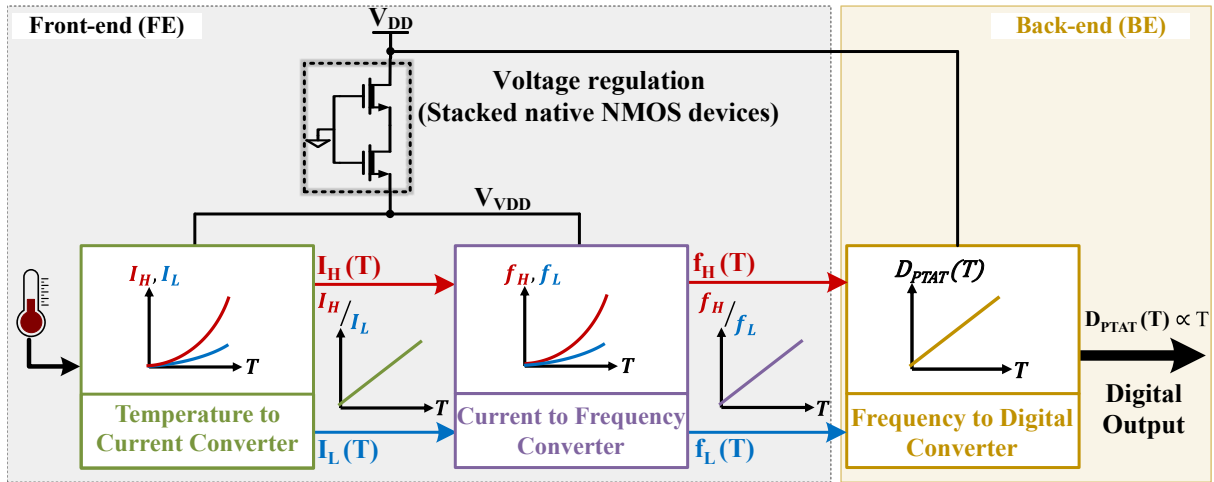 Front-end (FE)
V_DD
Back-end (BE)
Voltage regulation
(Stacked native NMOS devices)
V_VDD
I_H, I_L
T
I_H (T)
I_H/I_L
T
I_L (T)
Temperature to
Current Converter
f_H, f_L
T
Current to Frequency
Converter
f_H (T)
f_H/f_L
T
f_L (T)
D_PTAT(T)
T
Frequency to Digital
Converter
D_PTAT (T) ∝ T
Digital
Output